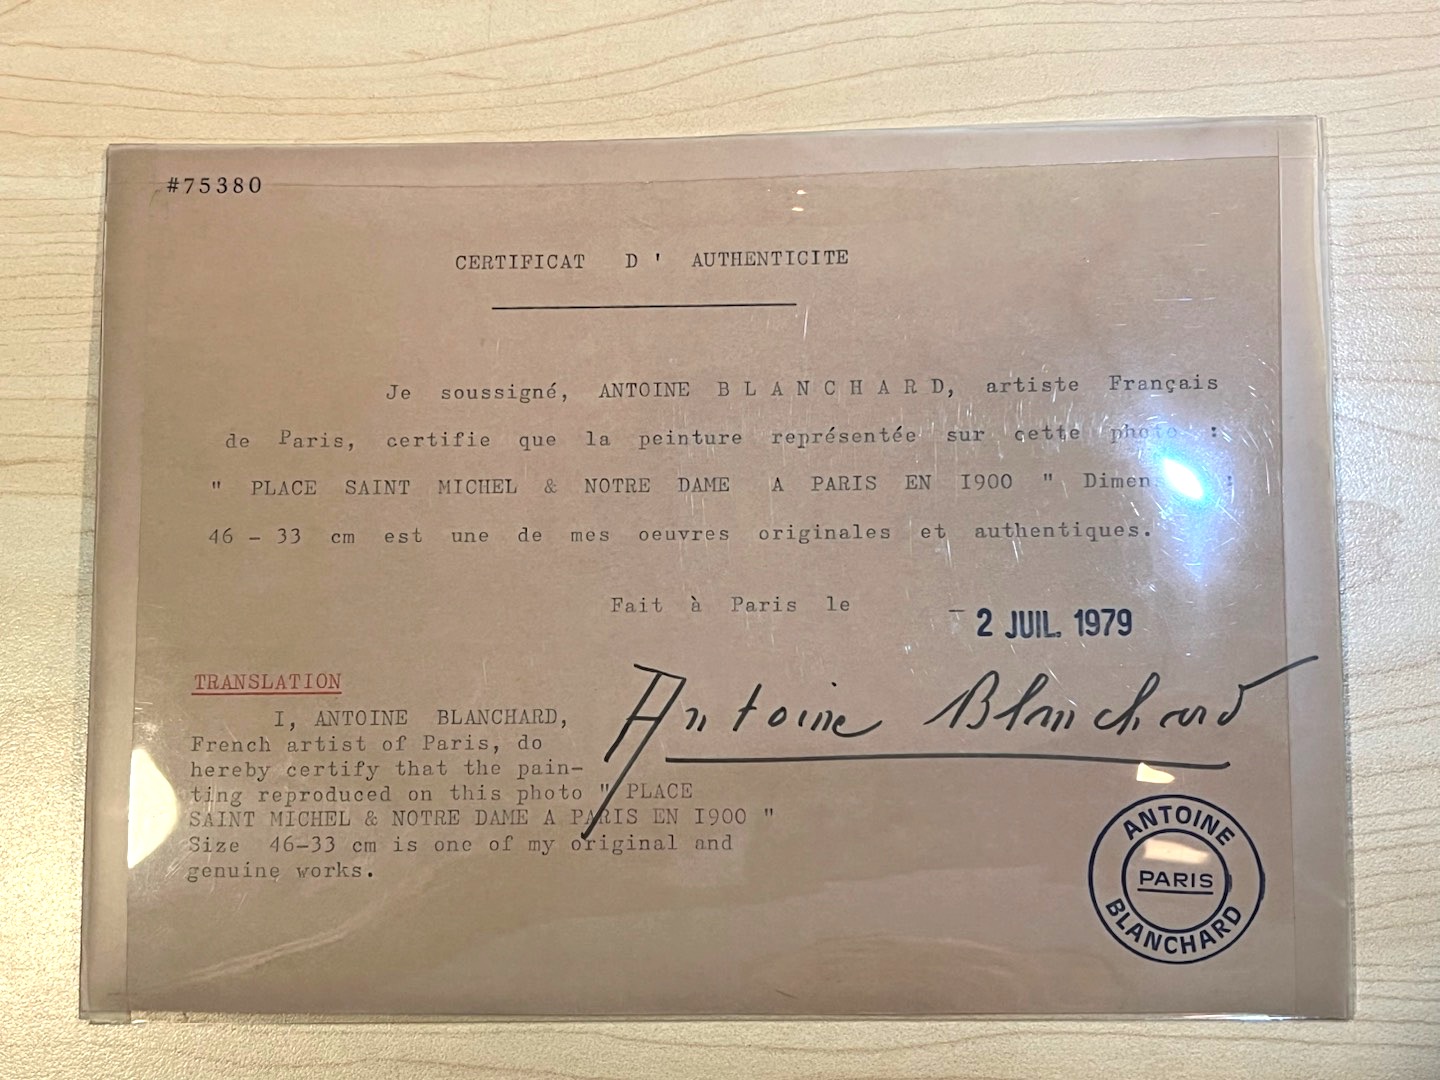 #75380
CERTIFICAT D ' AUTHENTICITE
Je soussigné, ANTOINE B L A N C H A R D, artiste Français
de Paris, certifie que la peinture représentée sur cette photo :
" PLACE SAINT MICHEL & NOTRE DAME A PARIS EN I900 " :
46 - 33 cm est une de mes oeuvres originales et authentiques.
Fait à Paris le
- 2 JUIL. 1979
Antoine Blanchard
TRANSLATION
I, ANTOINE BLANCHARD,
French artist of Paris, do
hereby certify that the pain-
ting reproduced on this photo " PLACE
SAINT MICHEL & NOTRE DAME A PARIS EN I900 "
Size 46-33 cm is one of my original and
genuine works.
ANTOINE
PARIS
BLANCHARD